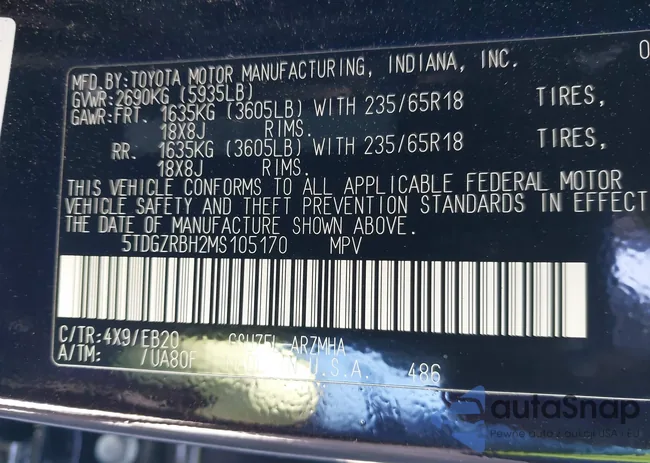 0
MFD.BY:TOYOTA MOTOR MANUFACTURING, INDIANA, INC.
GVWR:2690KG (5935LB)
GAWR:FRT. 1635KG (3605LB) WITH 235/65R18 TIRES,
18X8J RIMS.
RR. 1635KG (3605LB) WITH 235/65R18 TIRES,
18X8J RIMS.
THIS VEHICLE CONFORMS TO ALL APPLICABLE FEDERAL MOTOR
VEHICLE SAFETY AND THEFT PREVENTION STANDARDS IN EFFECT
THE DATE OF MANUFACTURE SHOWN ABOVE.
5TDGZRBH2MS105170 MPV
C/TR:4X9/EB20 ARZMHA
A/TM: /UA80F U.S.A. 486
autoSnap